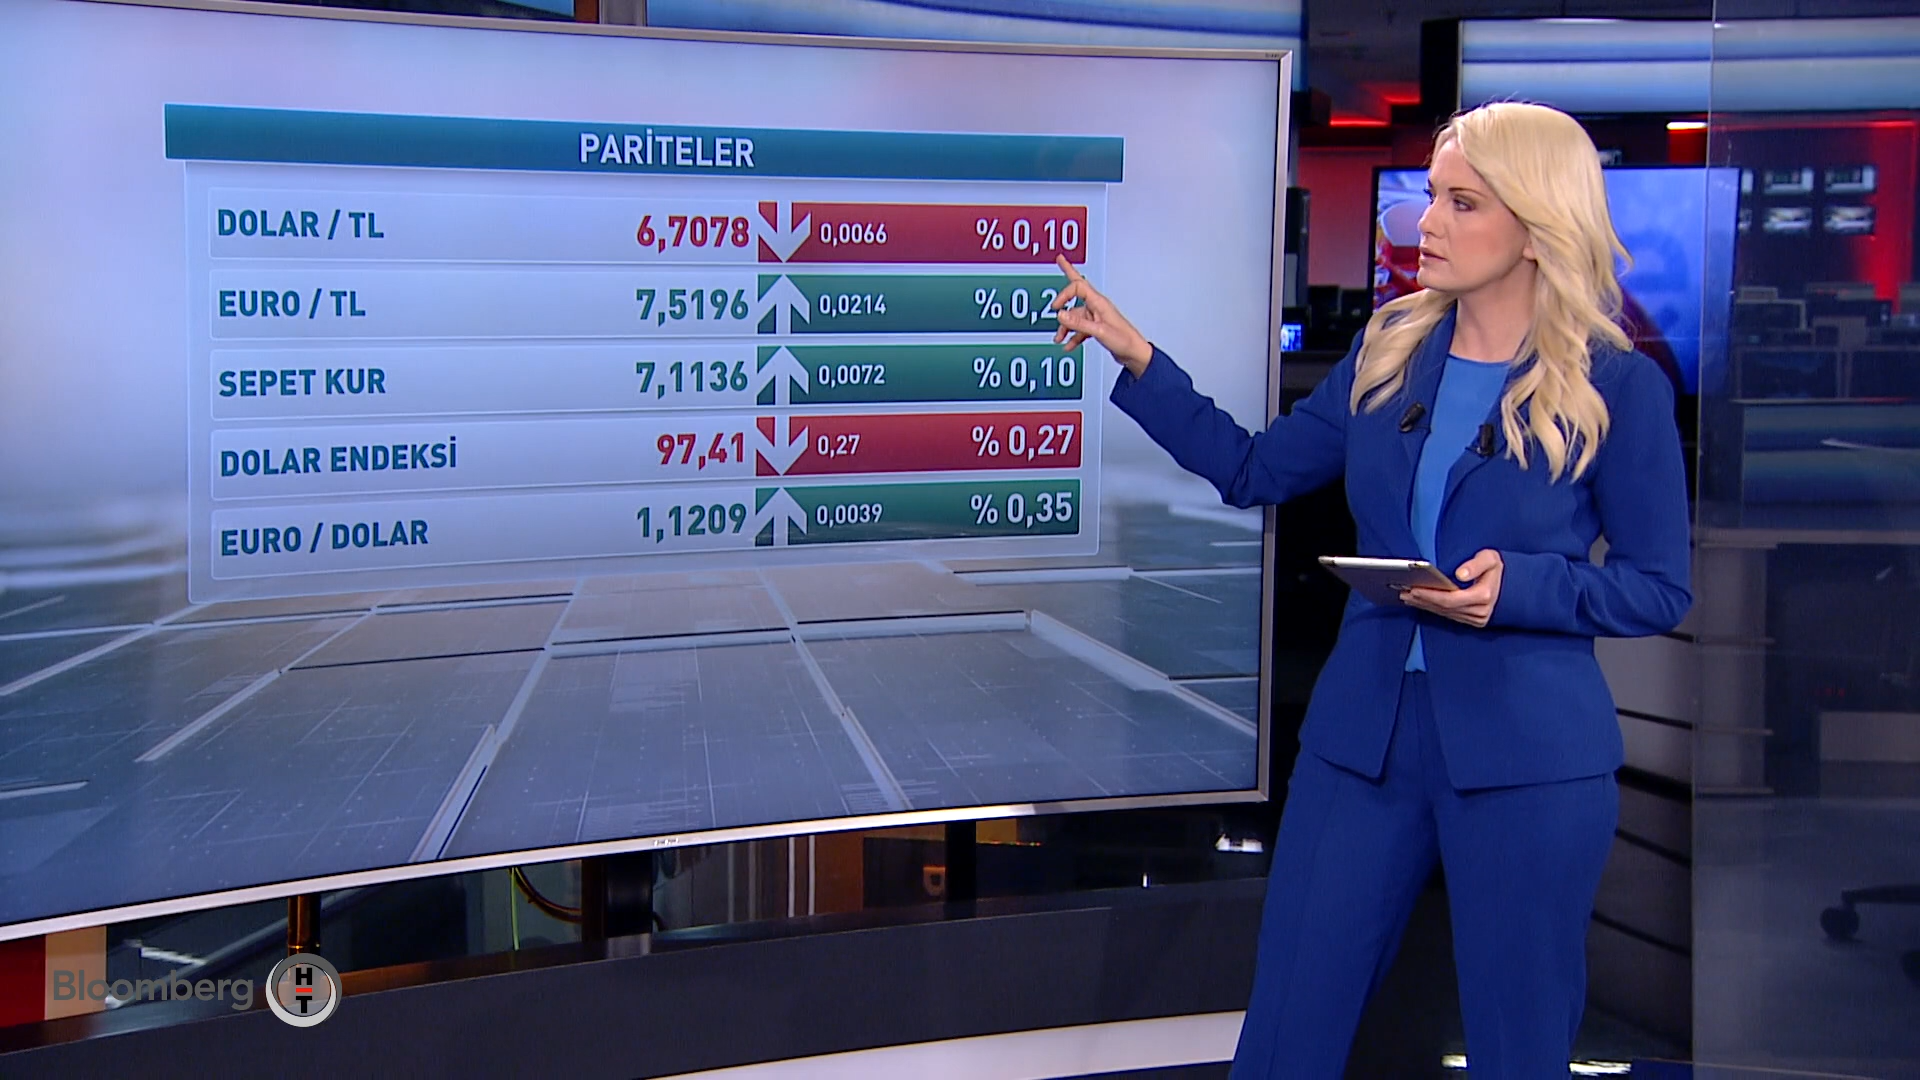 PARİTELER
DOLAR / TL 6,7078 0,0066 % 0,10
EURO / TL 7,5196 0,0214
SEPET KUR 7,1136 0,0072 % 0,10
DOLAR ENDEKSİ 97,41 0,27 % 0,27
EURO / DOLAR 1,1209 0,0039 % 0,35
Bloomberg HT